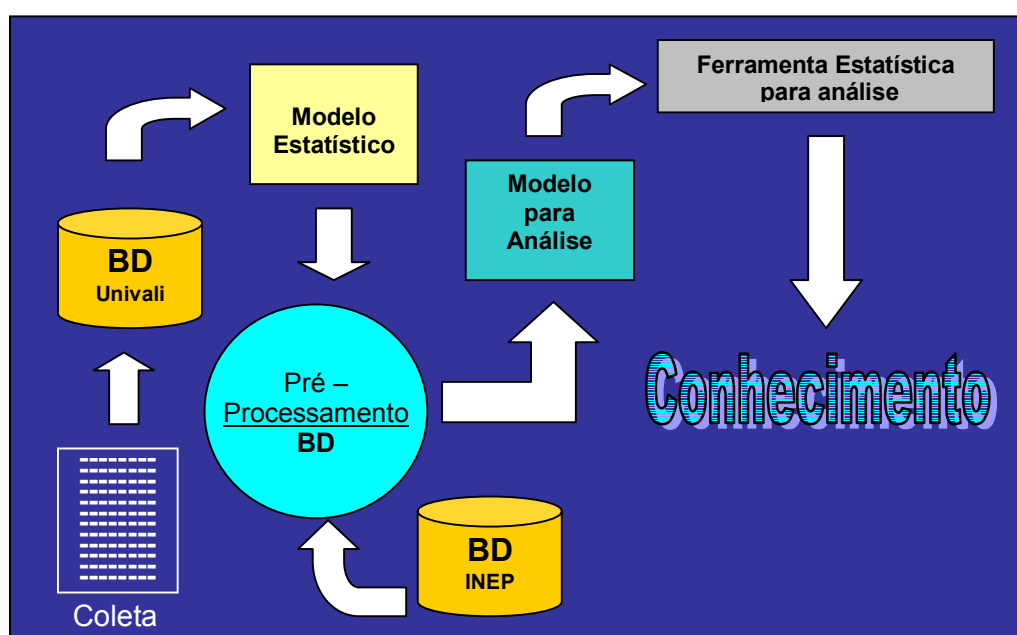 Ferramenta Estatística
para análise
Modelo
Estatístico
Modelo
para
Análise
BD
Univali
Pré –
Processamento
BD
Conhecimento
BD
INEP
Coleta